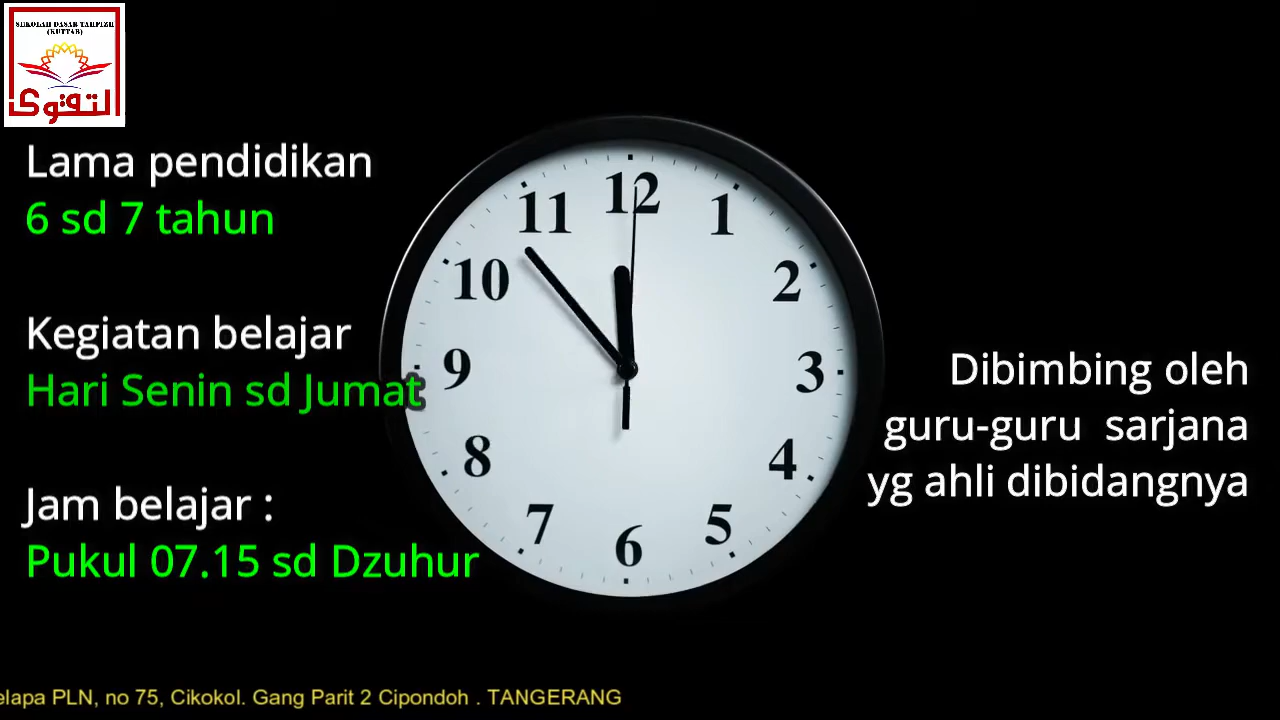 SEKOLAH DASAR TAHFIZH
(KUTTAB)
التقوى
Lama pendidikan
6 sd 7 tahun
Kegiatan belajar
Hari Senin sd Jumat
Jam belajar :
Pukul 07.15 sd Dzuhur
12
11
1
10
2
9
3
8
4
7
5
6
Dibimbing oleh
guru-guru sarjana
yg ahli dibidangnya
elapa PLN, no 75, Cikokol. Gang Parit 2 Cipondoh . TANGERANG